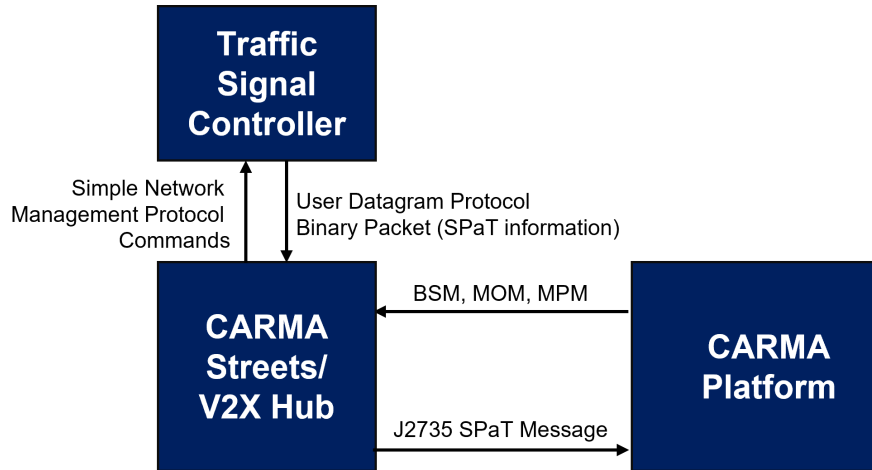 Traffic
Signal
Controller
Simple Network
Management Protocol
Commands
User Datagram Protocol
Binary Packet (SPaT information)
CARMA
Streets/
V2X Hub
BSM, MOM, MPM
CARMA
Platform
J2735 SPaT Message